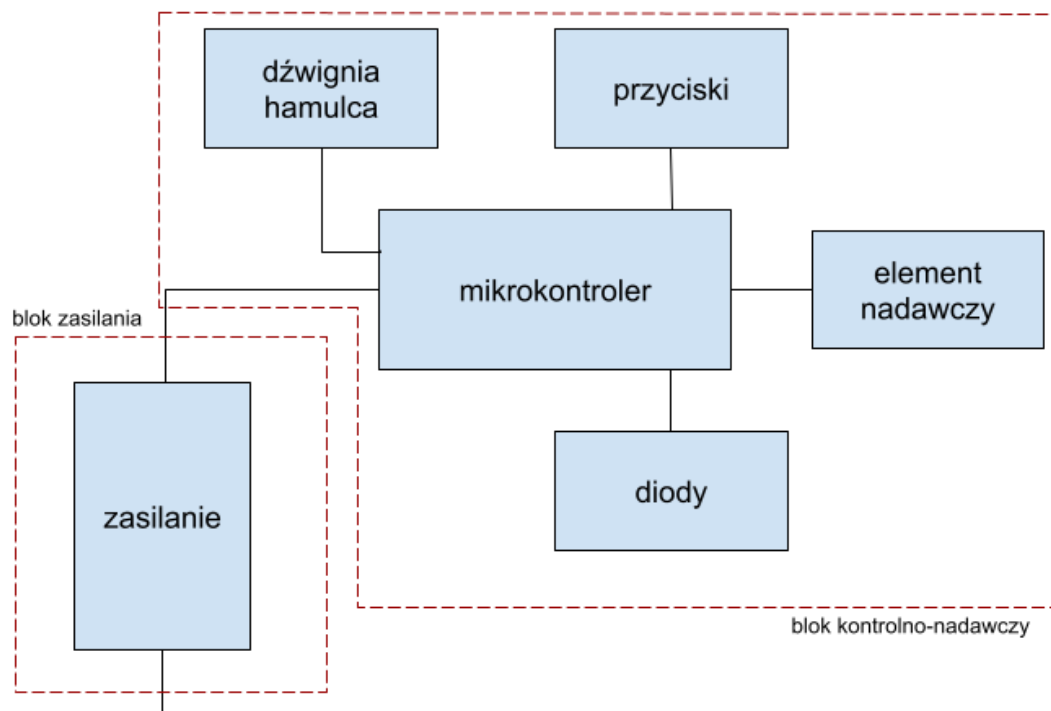 dźwignia
hamulca
przyciski
mikrokontroler
element
nadawczy
blok zasilania
zasilanie
diody
blok kontrolno-nadawczy